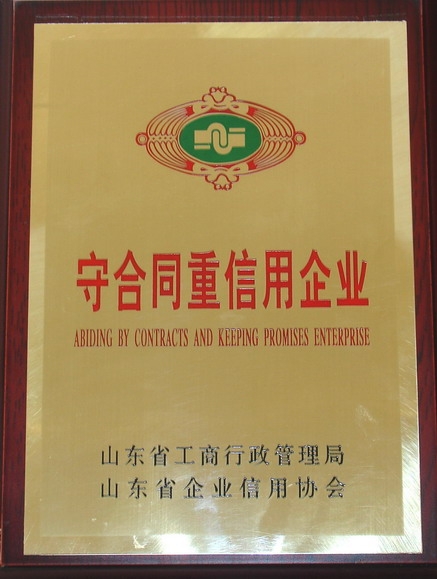 守合同重信用企业
ABIDING BY CONTRACTS AND KEEPING PROMISES ENTERPRISE
山东省工商行政管理局
山东省企业信用协会